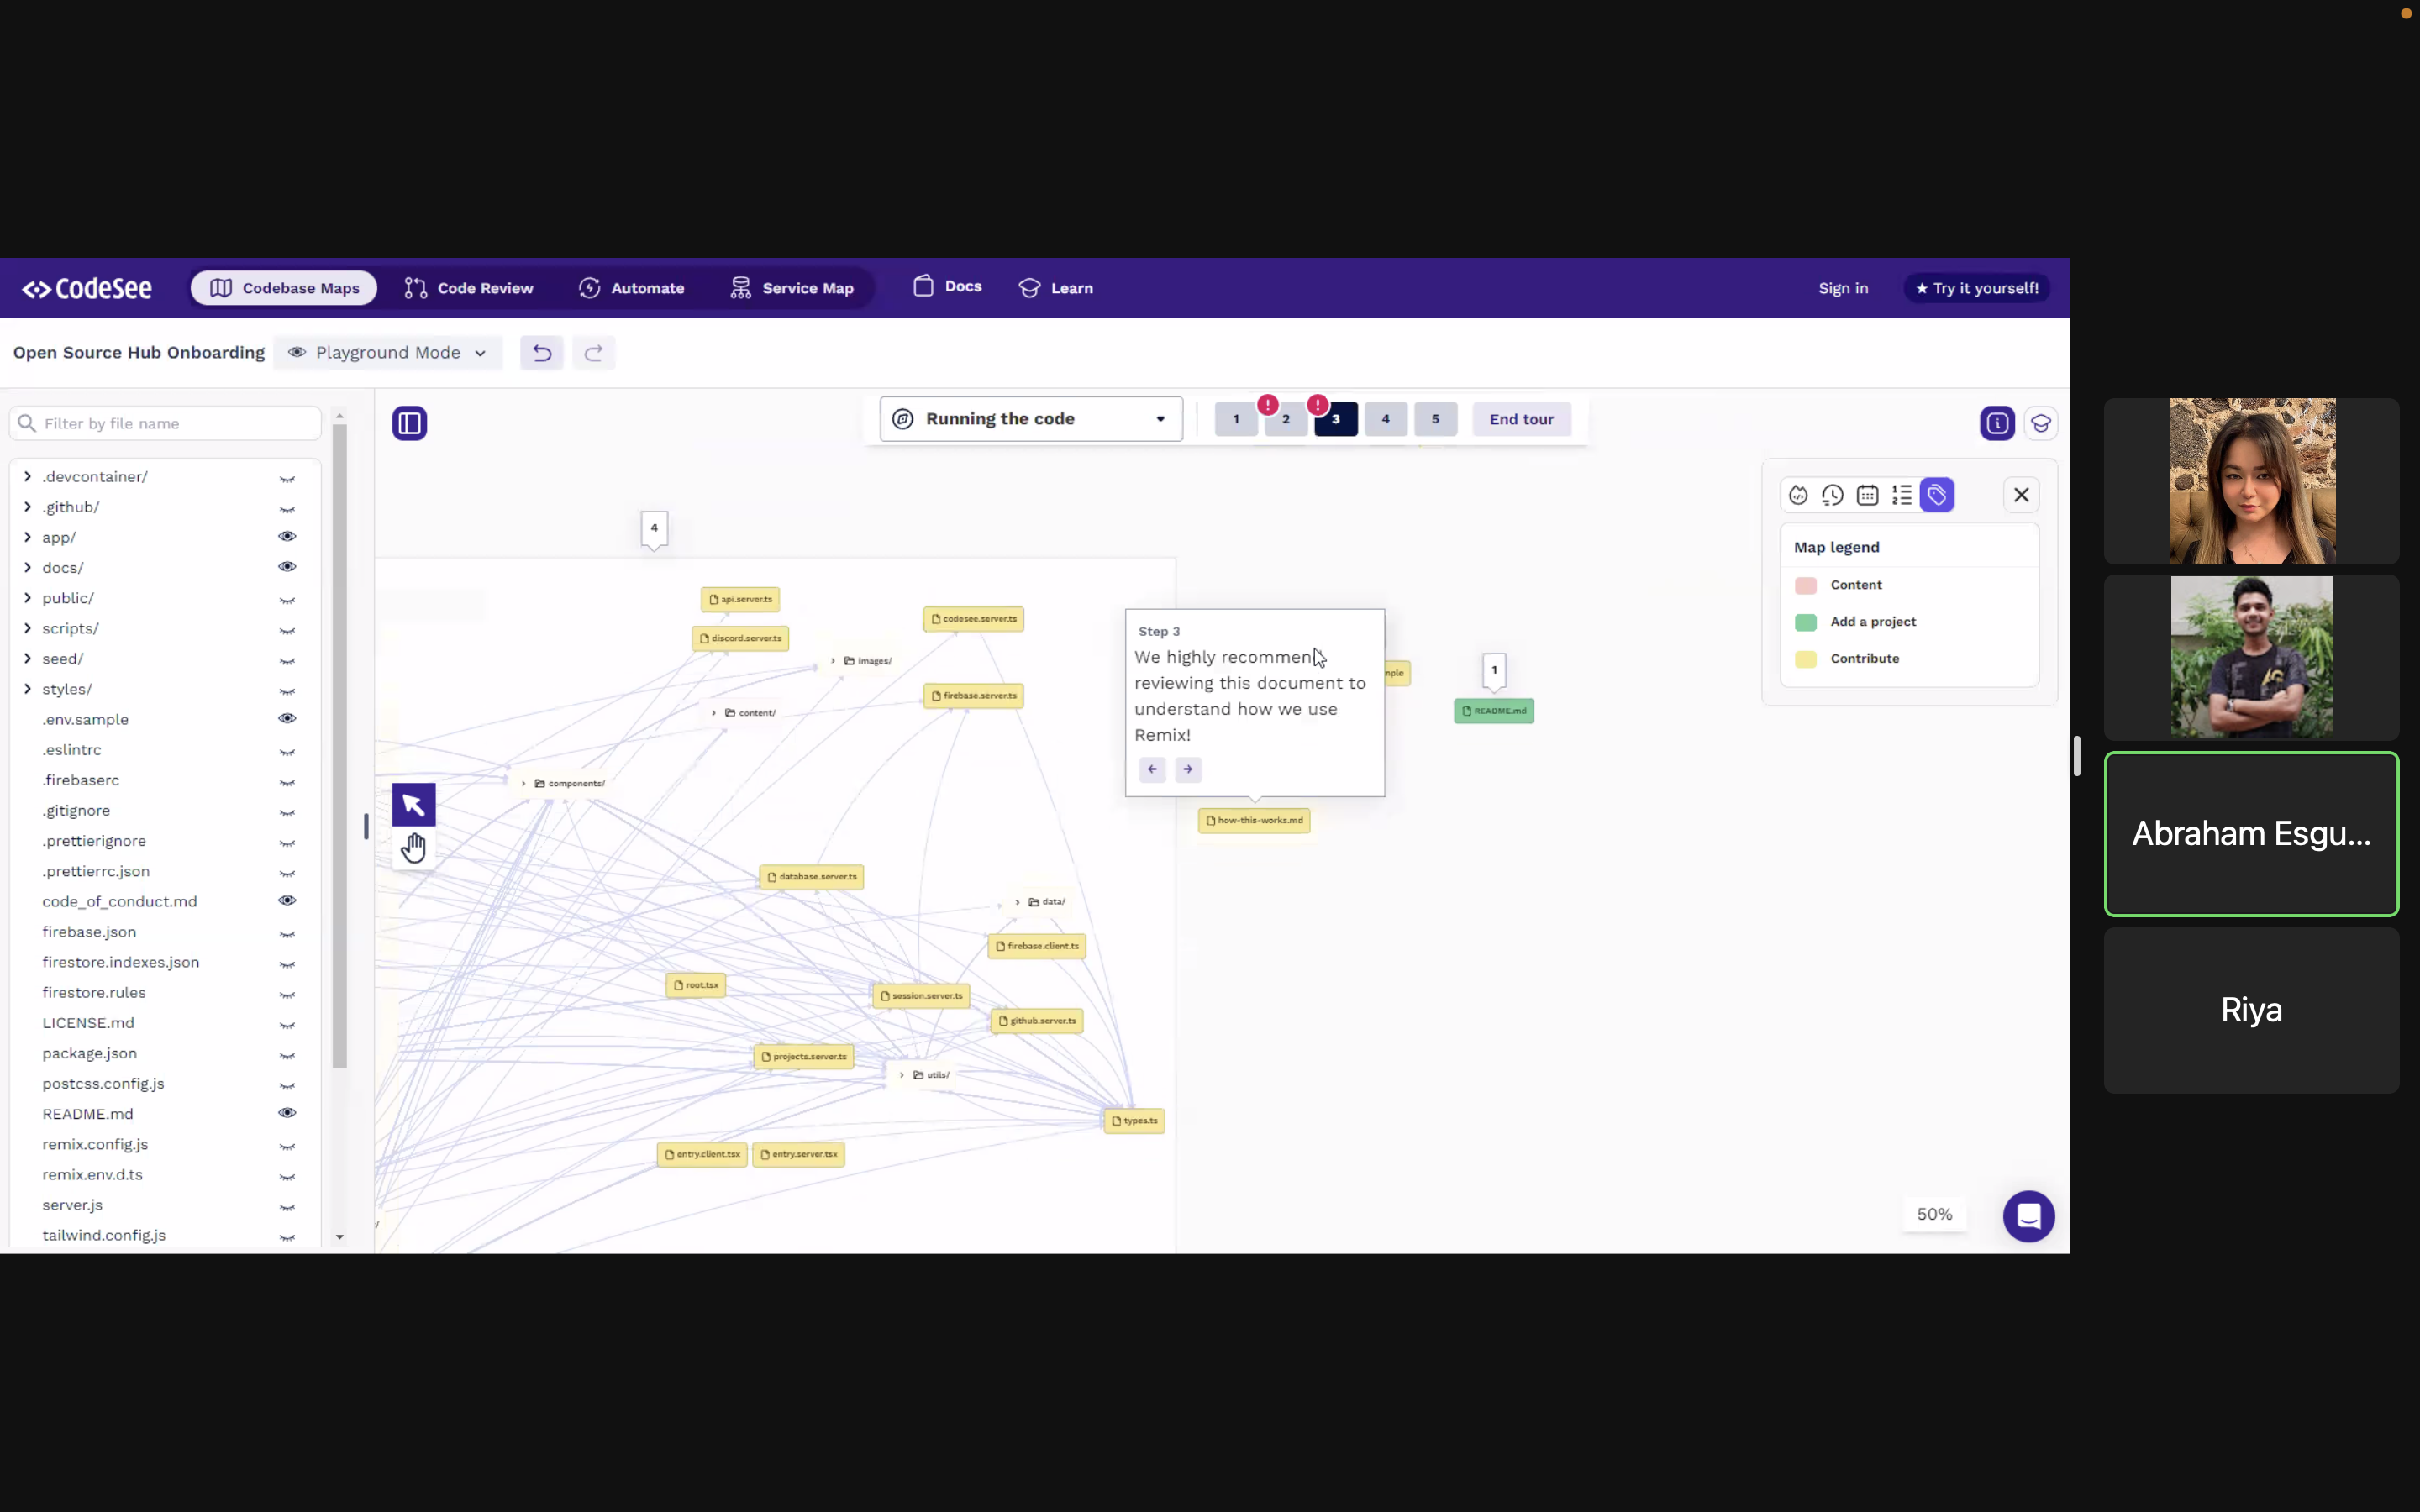 CodeSee
Codebase Maps
Code Review
Automate
Service Map
Docs
Learn
Sign in
★ Try it yourself!
Open Source Hub Onboarding
Playground Mode
Filter by file name
.devcontainer/
.github/
app/
docs/
public/
scripts/
seed/
styles/
.env.sample
.eslintrc
.firebaserc
.gitignore
.prettierignore
.prettierrc.json
code_of_conduct.md
firebase.json
firestore.indexes.json
firestore.rules
LICENSE.md
package.json
postcss.config.js
README.md
remix.config.js
remix.env.d.ts
server.js
tailwind.config.js
Running the code
1
! 2
! 3
4
5
End tour
4
api.server.ts
codesee.server.ts
discord.server.ts
images/
firebase.server.ts
content/
components/
database.server.ts
data/
firebase.client.ts
root.tsx
session.server.ts
github.server.ts
projects.server.ts
utils/
types.ts
entry.client.tsx
entry.server.tsx
Step 3
We highly recommend
reviewing this document to
understand how we use
Remix!
how-this-works.md
1
README.md
Map legend
Content
Add a project
Contribute
50%
Abraham Esgu...
Riya